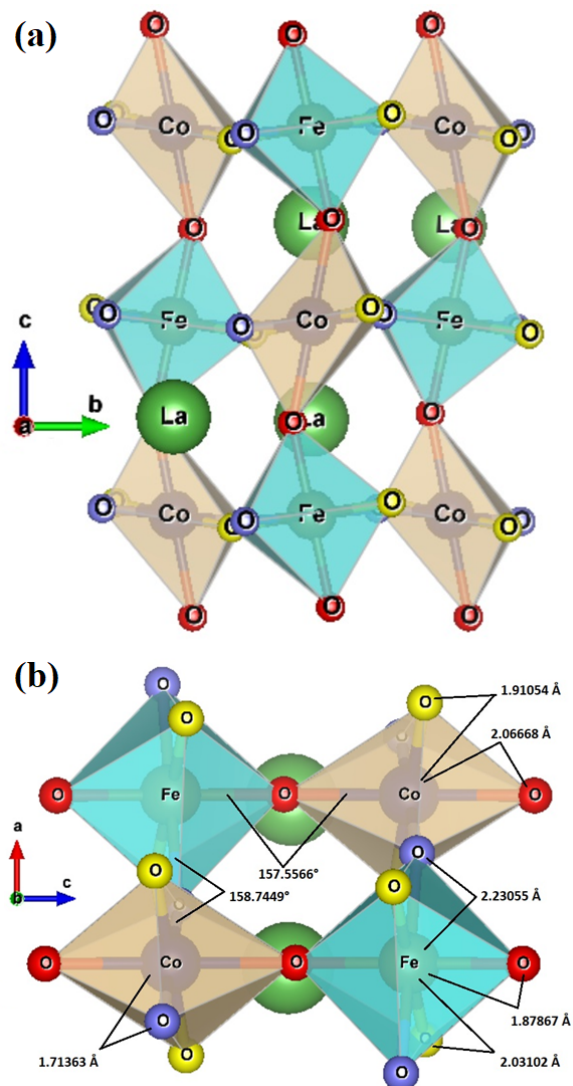 (a)
O O O
O O Co O O Fe O O Co O O
O La O La O
O O Fe O O Co O O Fe O O
c
b
a
La O La O
O O Co O O Fe O O Co O O
O O O
(b)
O O O O
1.91054 Å
2.06668 Å
O Fe O Co O
a
b c
157.5566°
O O O
158.7449°
2.23055 Å
O Co O Fe O
O
1.87867 Å
1.71363 Å
O O O
2.03102 Å